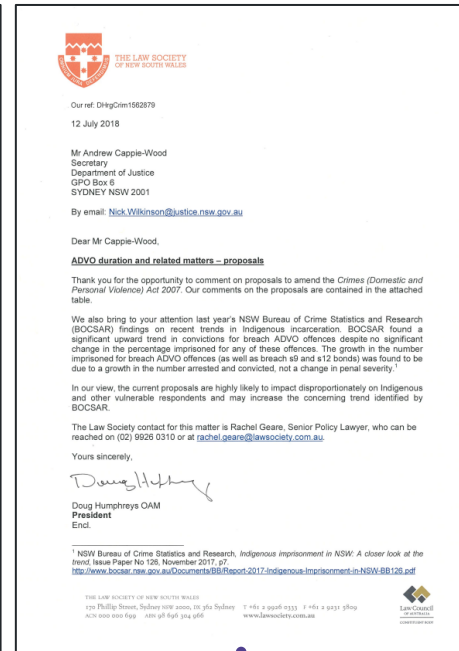 THE LAW SOCIETY
OF NEW SOUTH WALES
Our ref: DHrgCrim1562879
12 July 2018
Mr Andrew Cappie-Wood
Secretary
Department of Justice
GPO Box 6
SYDNEY NSW 2001
By email: Nick.Wilkinson@justice.nsw.gov.au
Dear Mr Cappie-Wood,
ADVO duration and related matters – proposals
Thank you for the opportunity to comment on proposals to amend the Crimes (Domestic and
Personal Violence) Act 2007. Our comments on the proposals are contained in the attached
table.
We also bring to your attention last year's NSW Bureau of Crime Statistics and Research
(BOCSAR) findings on recent trends in Indigenous incarceration. BOCSAR found a
significant upward trend in convictions for breach ADVO offences despite no significant
change in the percentage imprisoned for any of these offences. The growth in the number
imprisoned for breach ADVO offences (as well as breach s9 and s12 bonds) was found to be
due to a growth in the number arrested and convicted, not a change in penal severity.1
In our view, the current proposals are highly likely to impact disproportionately on Indigenous
and other vulnerable respondents and may increase the concerning trend identified by
BOCSAR.
The Law Society contact for this matter is Rachel Geare, Senior Policy Lawyer, who can be
reached on (02) 9926 0310 or at rachel.geare@lawsociety.com.au.
Yours sincerely,
Doug Humphreys OAM
President
Encl.
1 NSW Bureau of Crime Statistics and Research, Indigenous imprisonment in NSW: A closer look at the
trend, Issue Paper No 126, November 2017, p7.
http://www.bocsar.nsw.gov.au/Documents/BB/Report-2017-Indigenous-Imprisonment-in-NSW-BB126.pdf
THE LAW SOCIETY OF NEW SOUTH WALES
170 Phillip Street, Sydney NSW 2000, DX 362 Sydney T +61 2 9926 0333 F +61 2 9231 5809
ACN 000 000 699 ABN 98 696 304 966 www.lawsociety.com.au
Law Council
OF AUSTRALIA